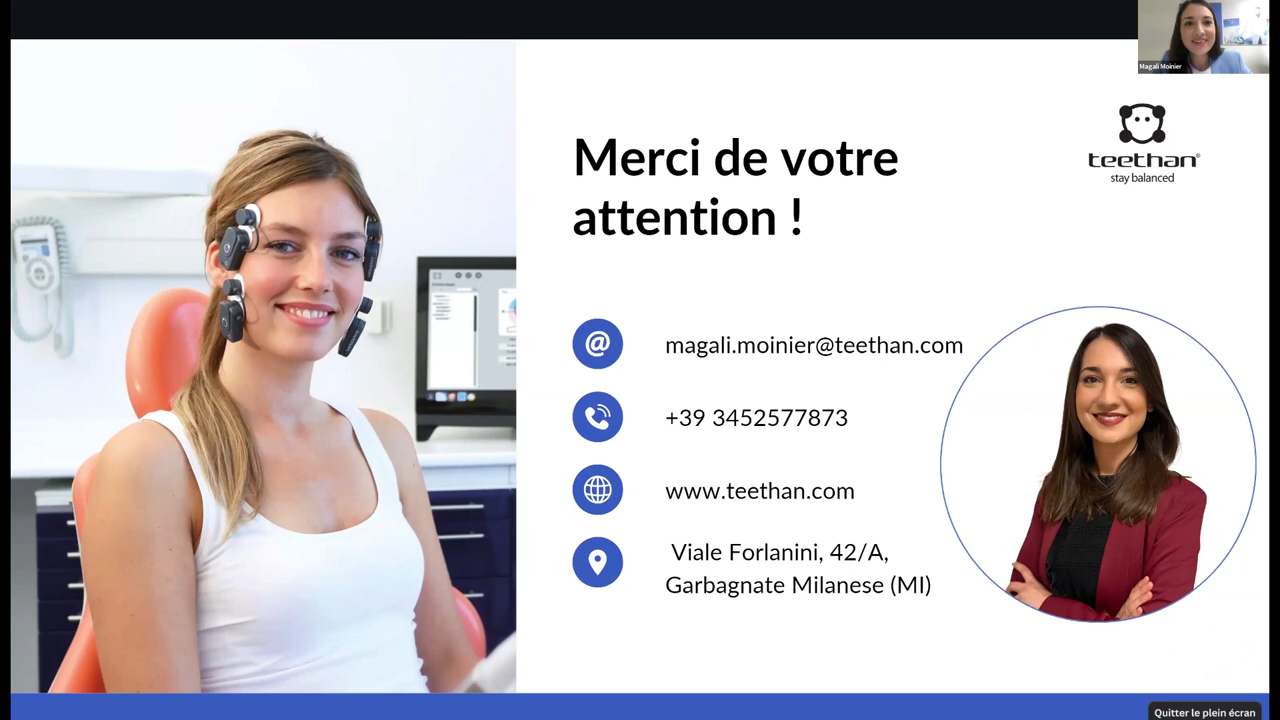 Magali Moinier
teethan®
stay balanced
Merci de votre
attention !
magali.moinier@teethan.com
+39 3452577873
www.teethan.com
Viale Forlanini, 42/A,
Garbagnate Milanese (MI)
Quitter le plein écran